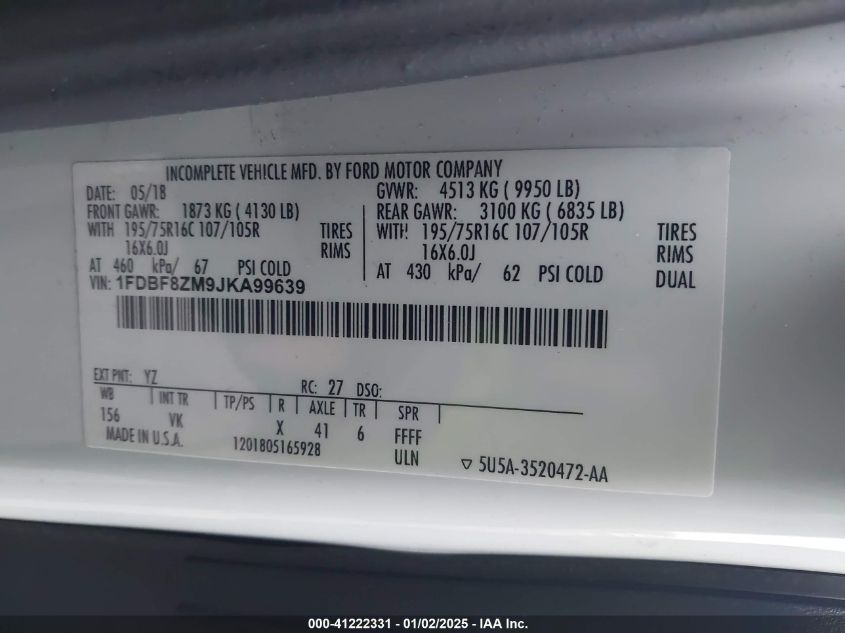 INCOMPLETE VEHICLE MFD. BY FORD MOTOR COMPANY
DATE: 05/18 GVWR: 4513 KG ( 9950 LB)
FRONT GAWR: 1873 KG ( 4130 LB) REAR GAWR: 3100 KG ( 6835 LB)
WITH 195/75R16C 107/105R TIRES WITH: 195/75R16C 107/105R TIRES
16X6.0J RIMS 16X6.0J RIMS
AT 460 kPa/ 67 PSI COLD AT 430 kPa/ 62 PSI COLD DUAL
VIN: 1FDBF8ZM9JKA99639
EXT PNT: YZ RC: 27 DSO:
WB INT TR TP/PS R AXLE TR SPR
156 VK X 41 6 FFFF
MADE IN U.S.A. 1201805165928 ULN ▽ 5U5A-3520472-AA
000-41222331 - 01/02/2025 - IAA Inc.